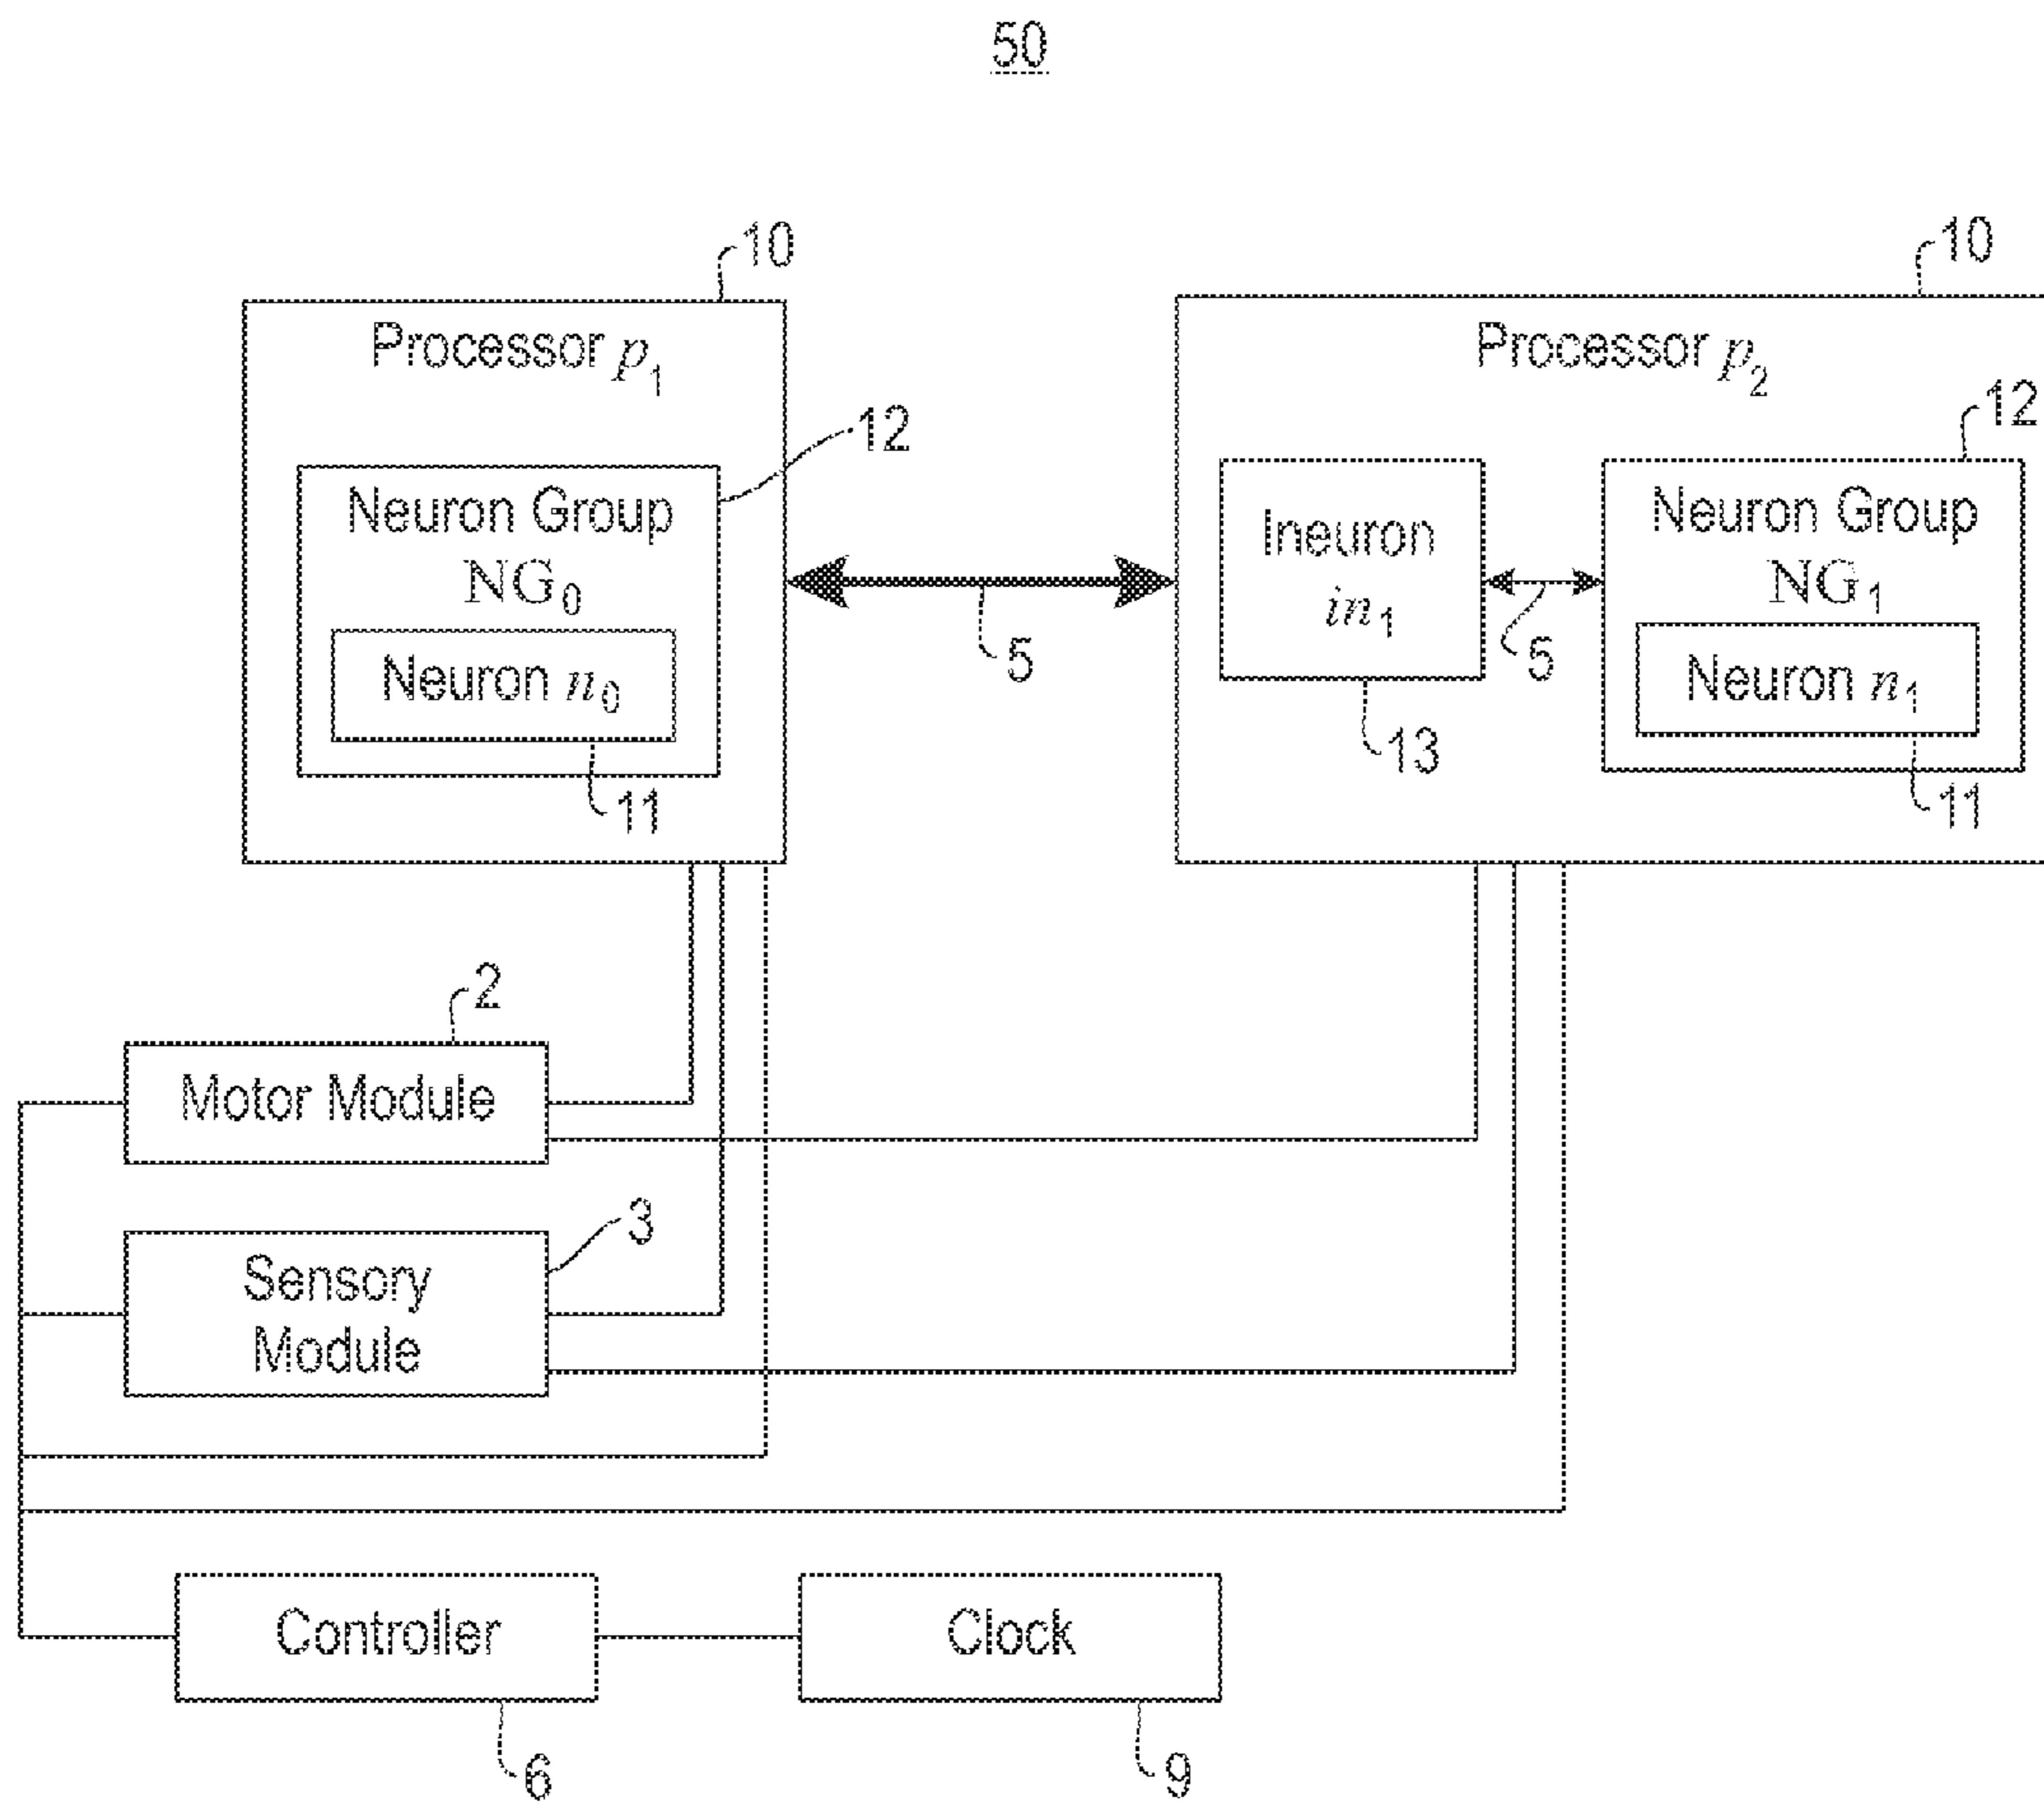 50
10
10
Processor p1
Processor p2
12
12
Neuron Group
NG0
Neuron n0
11
5
Ineuron
in1
13
5
Neuron Group
NG1
Neuron n1
11
2
Motor Module
3
Sensory
Module
Controller
Clock
6
9